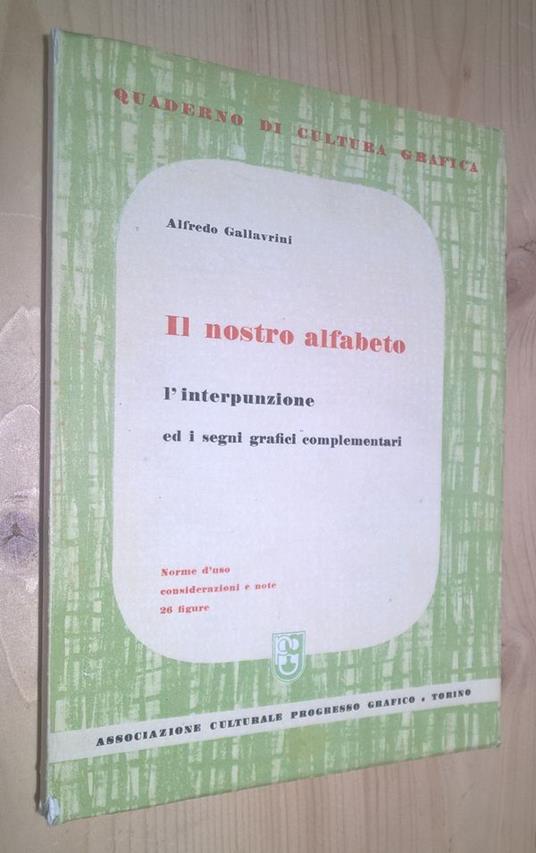 QUADERNO DI CULTURA GRAFICA
Alfredo Gallavrini
Il nostro alfabeto
l'interpunzione
ed i segni grafici complementari
Norme d'uso
considerazioni e note
26 figure
ASSOCIAZIONE CULTURALE PROGRESSO GRAFICO • TORINO